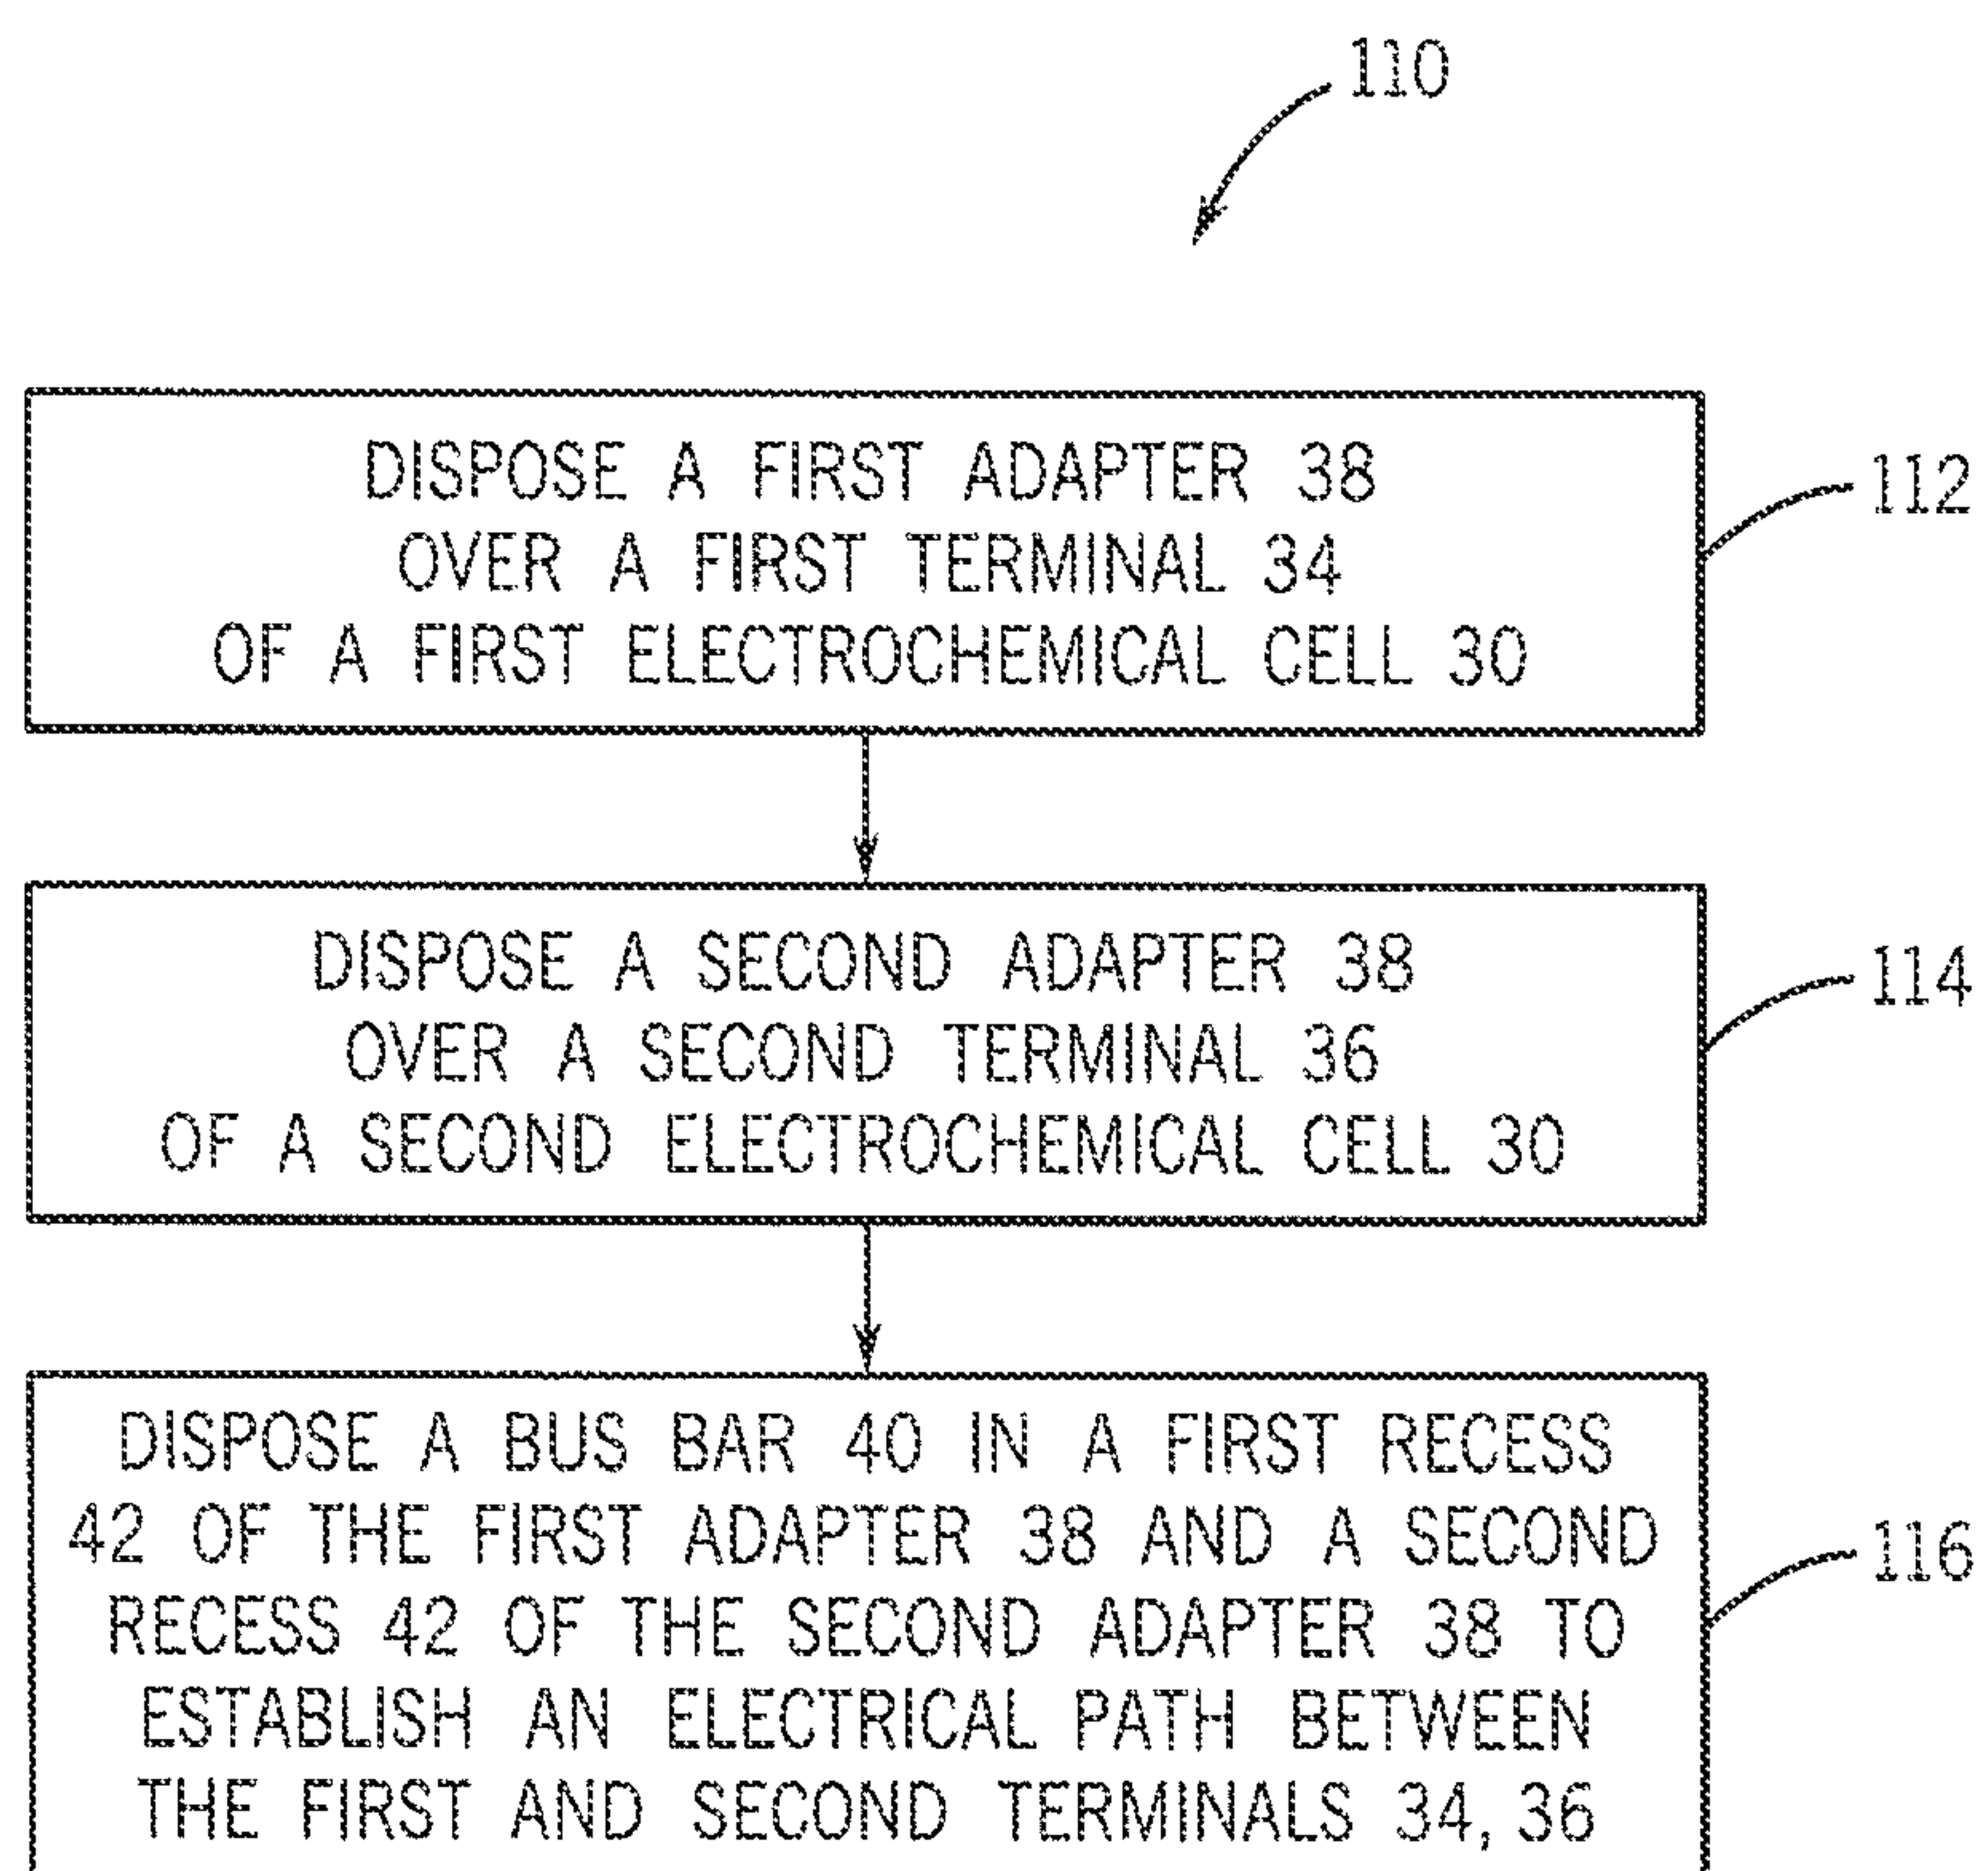 110
DISPOSE A FIRST ADAPTER 38
OVER A FIRST TERMINAL 34
OF A FIRST ELECTROCHEMICAL CELL 30
112
DISPOSE A SECOND ADAPTER 38
OVER A SECOND TERMINAL 36
OF A SECOND ELECTROCHEMICAL CELL 30
114
DISPOSE A BUS BAR 40 IN A FIRST RECESS
42 OF THE FIRST ADAPTER 38 AND A SECOND
RECESS 42 OF THE SECOND ADAPTER 38 TO
ESTABLISH AN ELECTRICAL PATH BETWEEN
THE FIRST AND SECOND TERMINALS 34, 36
116